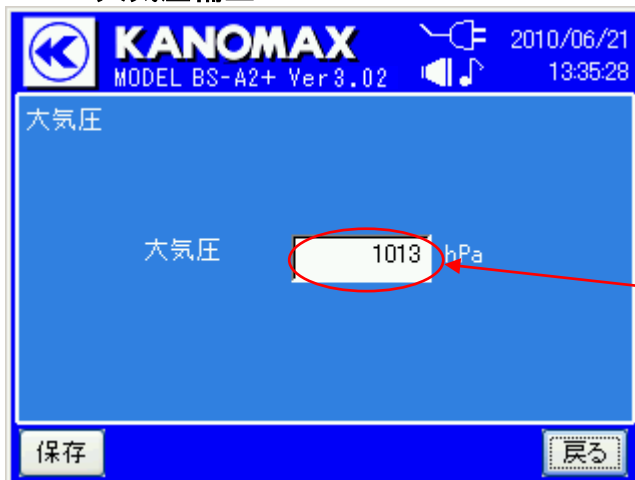 KANOMAX
MODEL BS-A2+ Ver3.02
2010/06/21
13:35:28
大気圧
大気圧 1013 hPa
保存
戻る